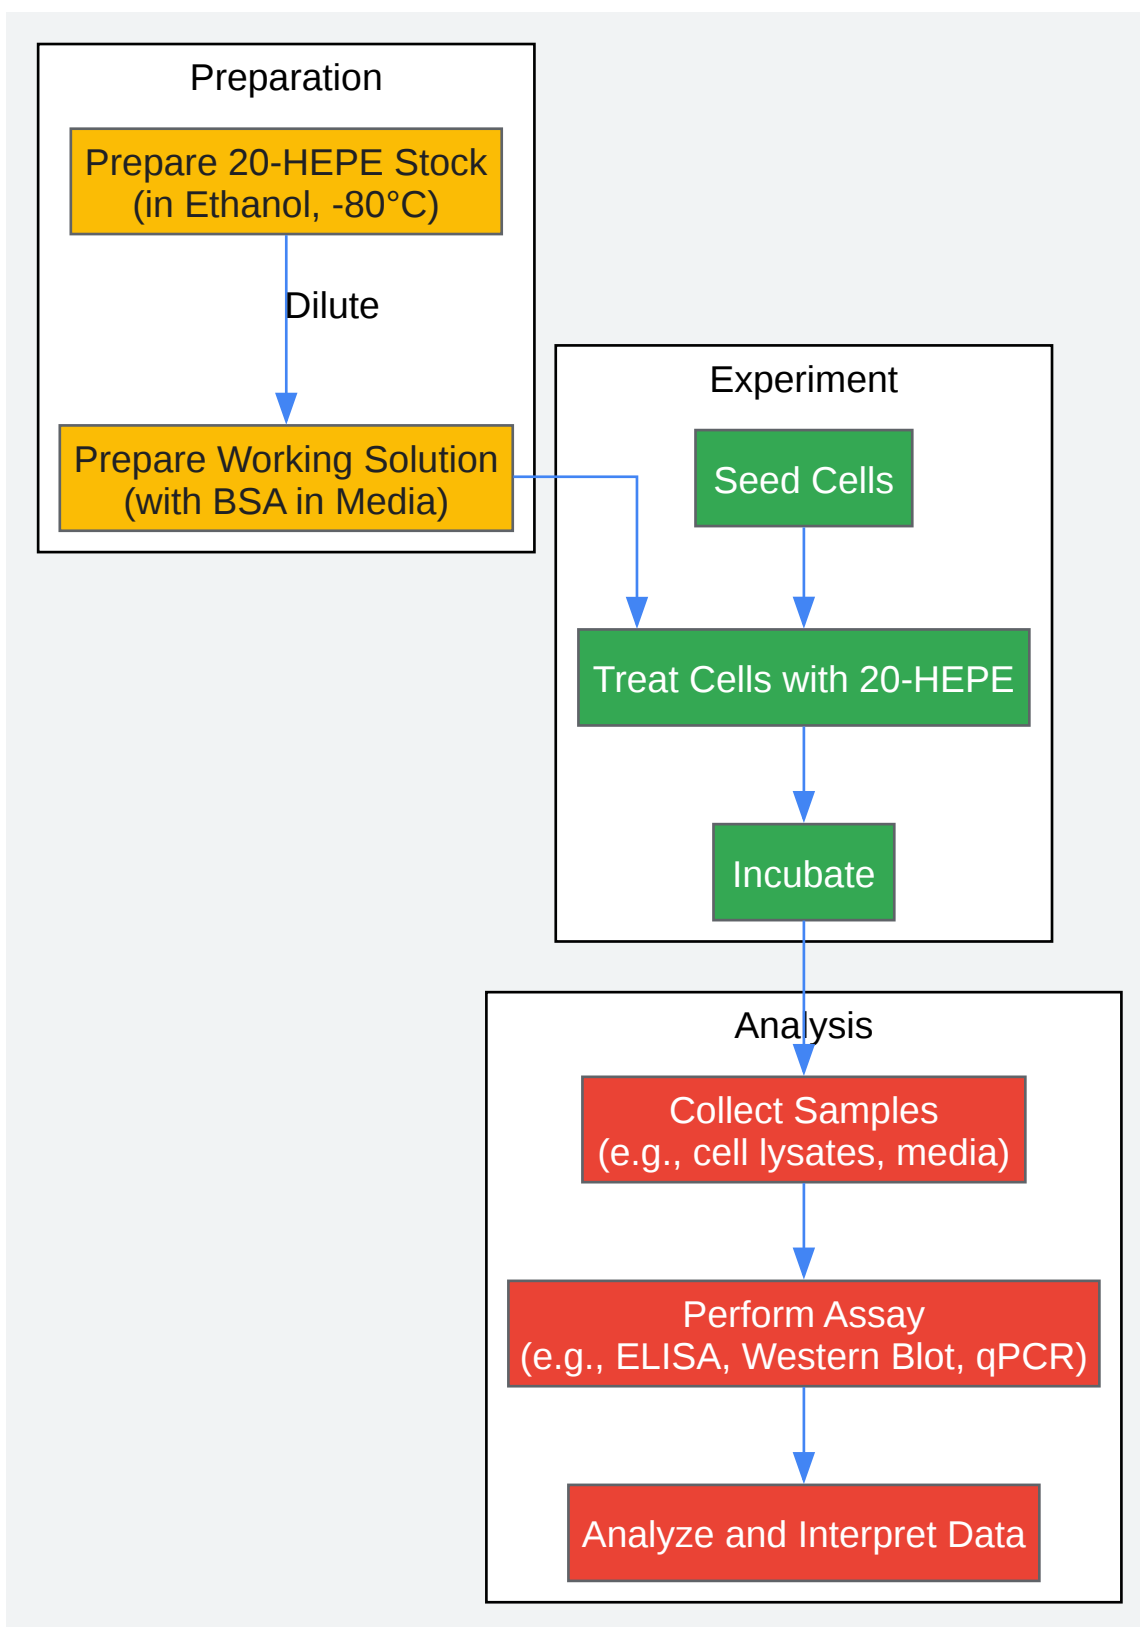 Preparation
Prepare 20-HEPE Stock
(in Ethanol, -80°C)
Dilute
Prepare Working Solution
(with BSA in Media)
Experiment
Seed Cells
Treat Cells with 20-HEPE
Incubate
Analysis
Collect Samples
(e.g., cell lysates, media)
Perform Assay
(e.g., ELISA, Western Blot, qPCR)
Analyze and Interpret Data